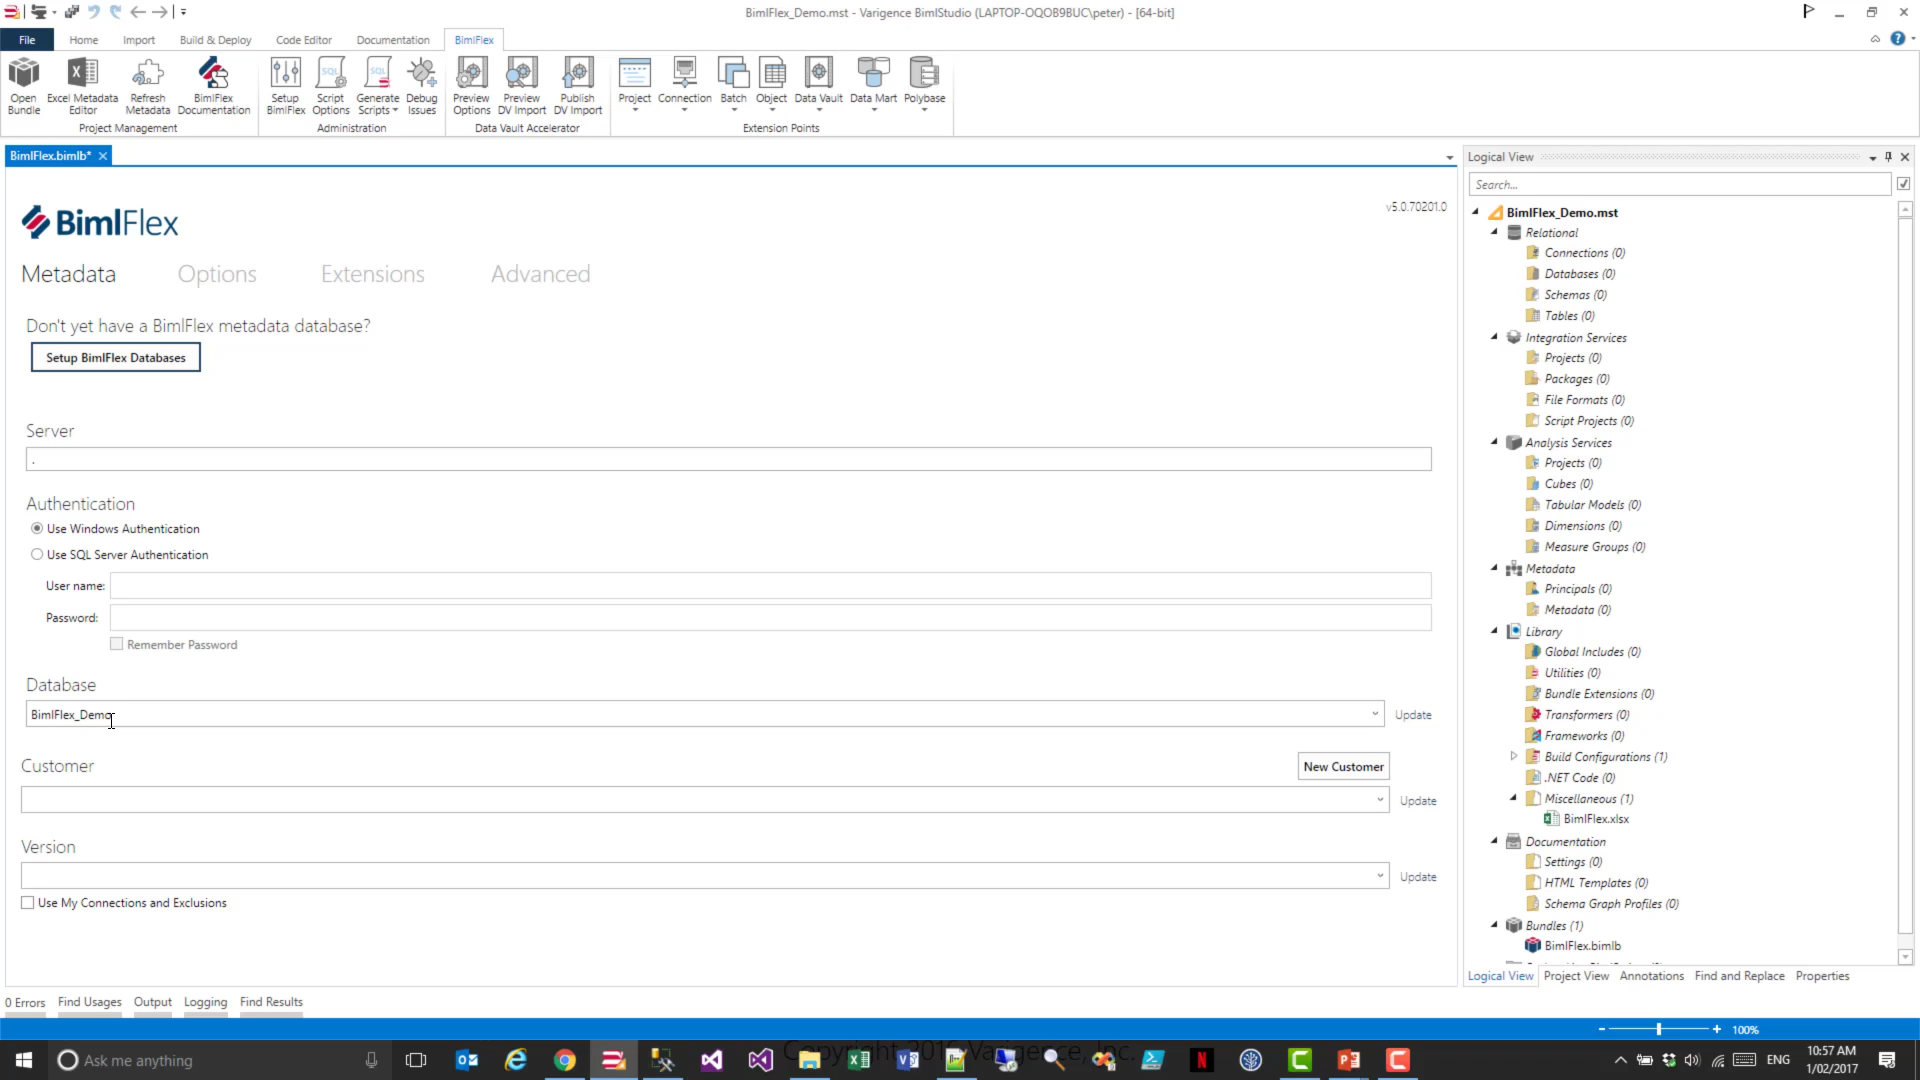 BimlFlex_Demo.mst - Varigence BimlStudio (LAPTOP-OQOB9BUC\peter) - [64-bit]
File
Home
Import
Build & Deploy
Code Editor
Documentation
BimlFlex
Open Bundle
Excel Metadata Editor
Refresh Metadata
BimlFlex Documentation
Setup BimlFlex
Script Options
Generate Scripts
Debug Issues
Preview Options
Preview DV Import
Publish DV Import
Project
Connection
Batch
Object
Data Vault
Data Mart
Polybase
Project Management
Administration
Data Vault Accelerator
Extension Points
BimlFlex.bimlb*
BimlFlex
v5.0.70201.0
Metadata
Options
Extensions
Advanced
Don't yet have a BimlFlex metadata database?
Setup BimlFlex Databases
Server
.
Authentication
Use Windows Authentication
Use SQL Server Authentication
User name:
Password:
Remember Password
Database
BimlFlex_Demo
Update
Customer
New Customer
Update
Version
Update
Use My Connections and Exclusions
Logical View
Search...
BimlFlex_Demo.mst
Relational
Connections (0)
Databases (0)
Schemas (0)
Tables (0)
Integration Services
Projects (0)
Packages (0)
File Formats (0)
Script Projects (0)
Analysis Services
Projects (0)
Cubes (0)
Tabular Models (0)
Dimensions (0)
Measure Groups (0)
Metadata
Principals (0)
Metadata (0)
Library
Global Includes (0)
Utilities (0)
Bundle Extensions (0)
Transformers (0)
Frameworks (0)
Build Configurations (1)
.NET Code (0)
Miscellaneous (1)
BimlFlex.xlsx
Documentation
Settings (0)
HTML Templates (0)
Schema Graph Profiles (0)
Bundles (1)
BimlFlex.bimlb
Logical View
Project View
Annotations
Find and Replace
Properties
0 Errors
Find Usages
Output
Logging
Find Results
100%
Ask me anything
ENG
10:57 AM
1/02/2017